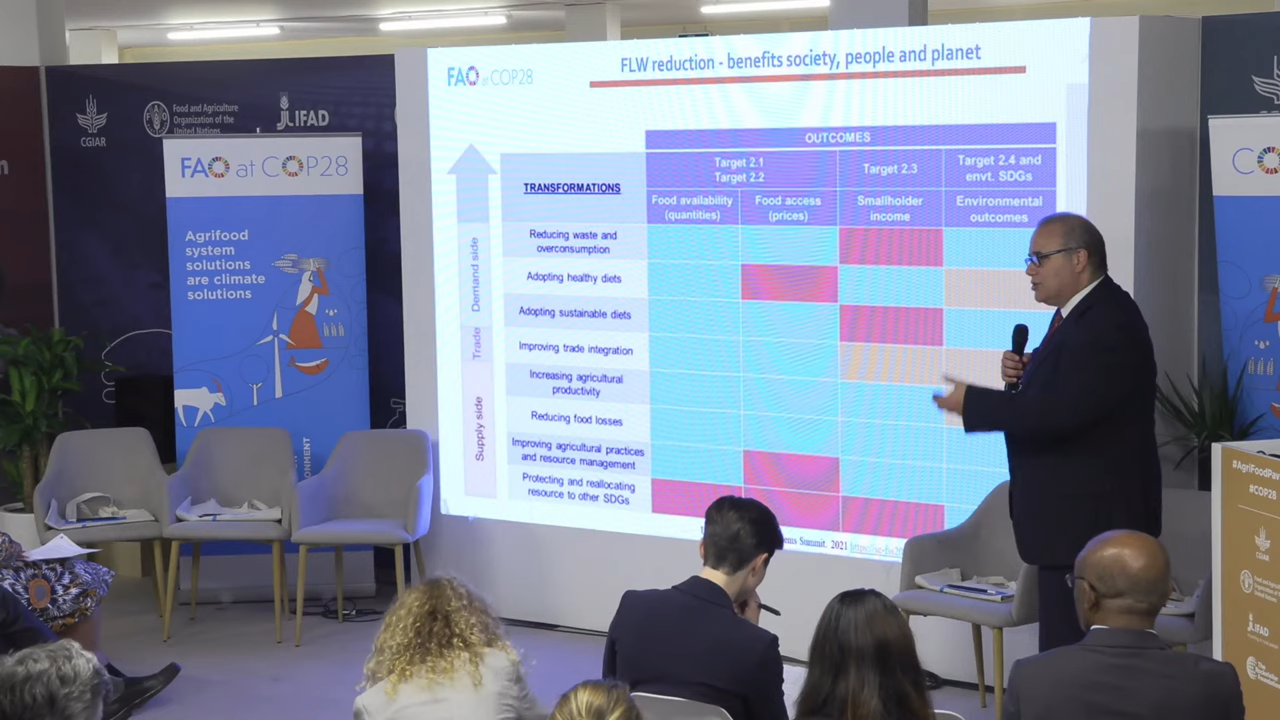 CGIAR
Food and Agriculture
Organization of the
United Nations
IFAD
FAO at COP28
Agrifood
system
solutions
are climate
solutions
FAO at COP28
FLW reduction - benefits society, people and planet
OUTCOMES
TRANSFORMATIONS
Target 2.1
Target 2.2
Target 2.3
Target 2.4 and
envt. SDGs
Food availability
(quantities)
Food access
(prices)
Smallholder
income
Environmental
outcomes
Demand side
Trade
Supply side
Reducing waste and
overconsumption
Adopting healthy diets
Adopting sustainable diets
Improving trade integration
Increasing agricultural
productivity
Reducing food losses
Improving agricultural practices
and resource management
Protecting and reallocating
resource to other SDGs
Summit, 2021
#AgriFoodPav
#COP28
CGIAR
IFAD